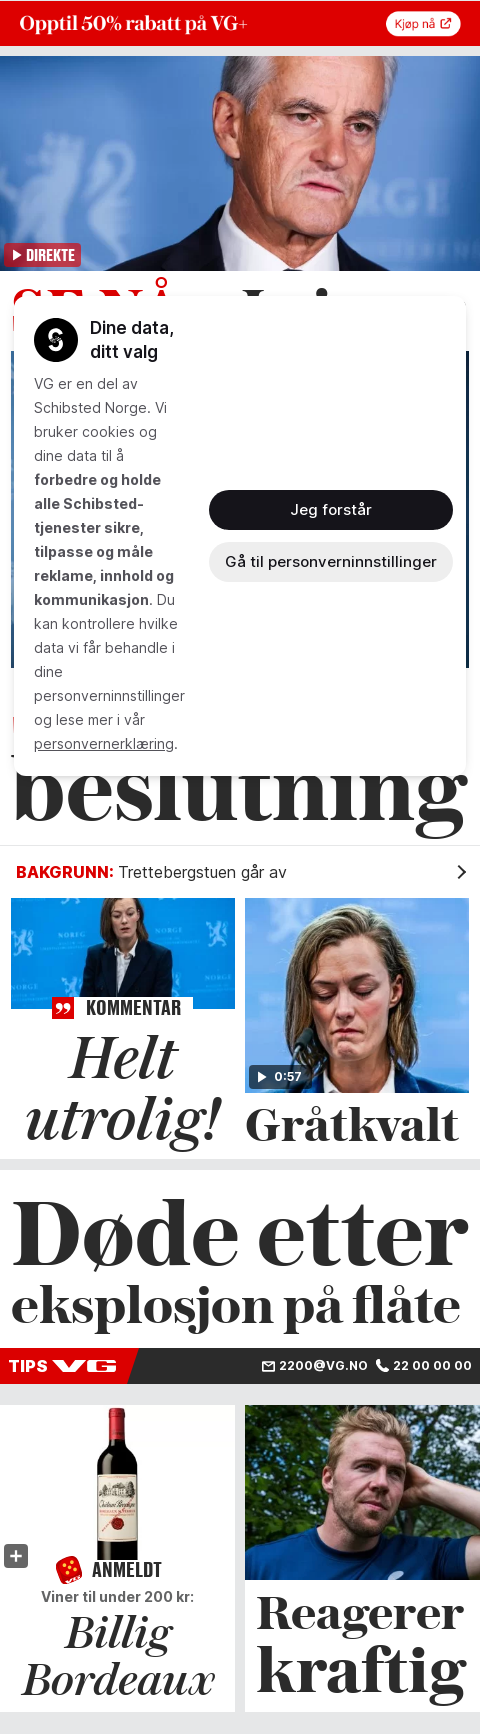 Opptil 50% rabatt på VG+
Kjøp nå
DIREKTE
SE NÅ
Dine data,
ditt valg
VG er en del av
Schibsted Norge. Vi
bruker cookies og
dine data til å
forbedre og holde
alle Schibsted-
tjenester sikre,
tilpasse og måle
reklame, innhold og
kommunikasjon. Du
kan kontrollere hvilke
data vi får behandle i
dine
personverninnstillinger
og lese mer i vår
personvernerklæring.
Jeg forstår
Gå til personverninnstillinger
beslutning
BAKGRUNN: Trettebergstuen går av
KOMMENTAR
Helt
utrolig!
0:57
Gråtkvalt
Døde etter
eksplosjon på flåte
TIPS VG
2200@VG.NO 22 00 00 00
ANMELDT
Viner til under 200 kr:
Billig
Bordeaux
Reagerer
kraftig